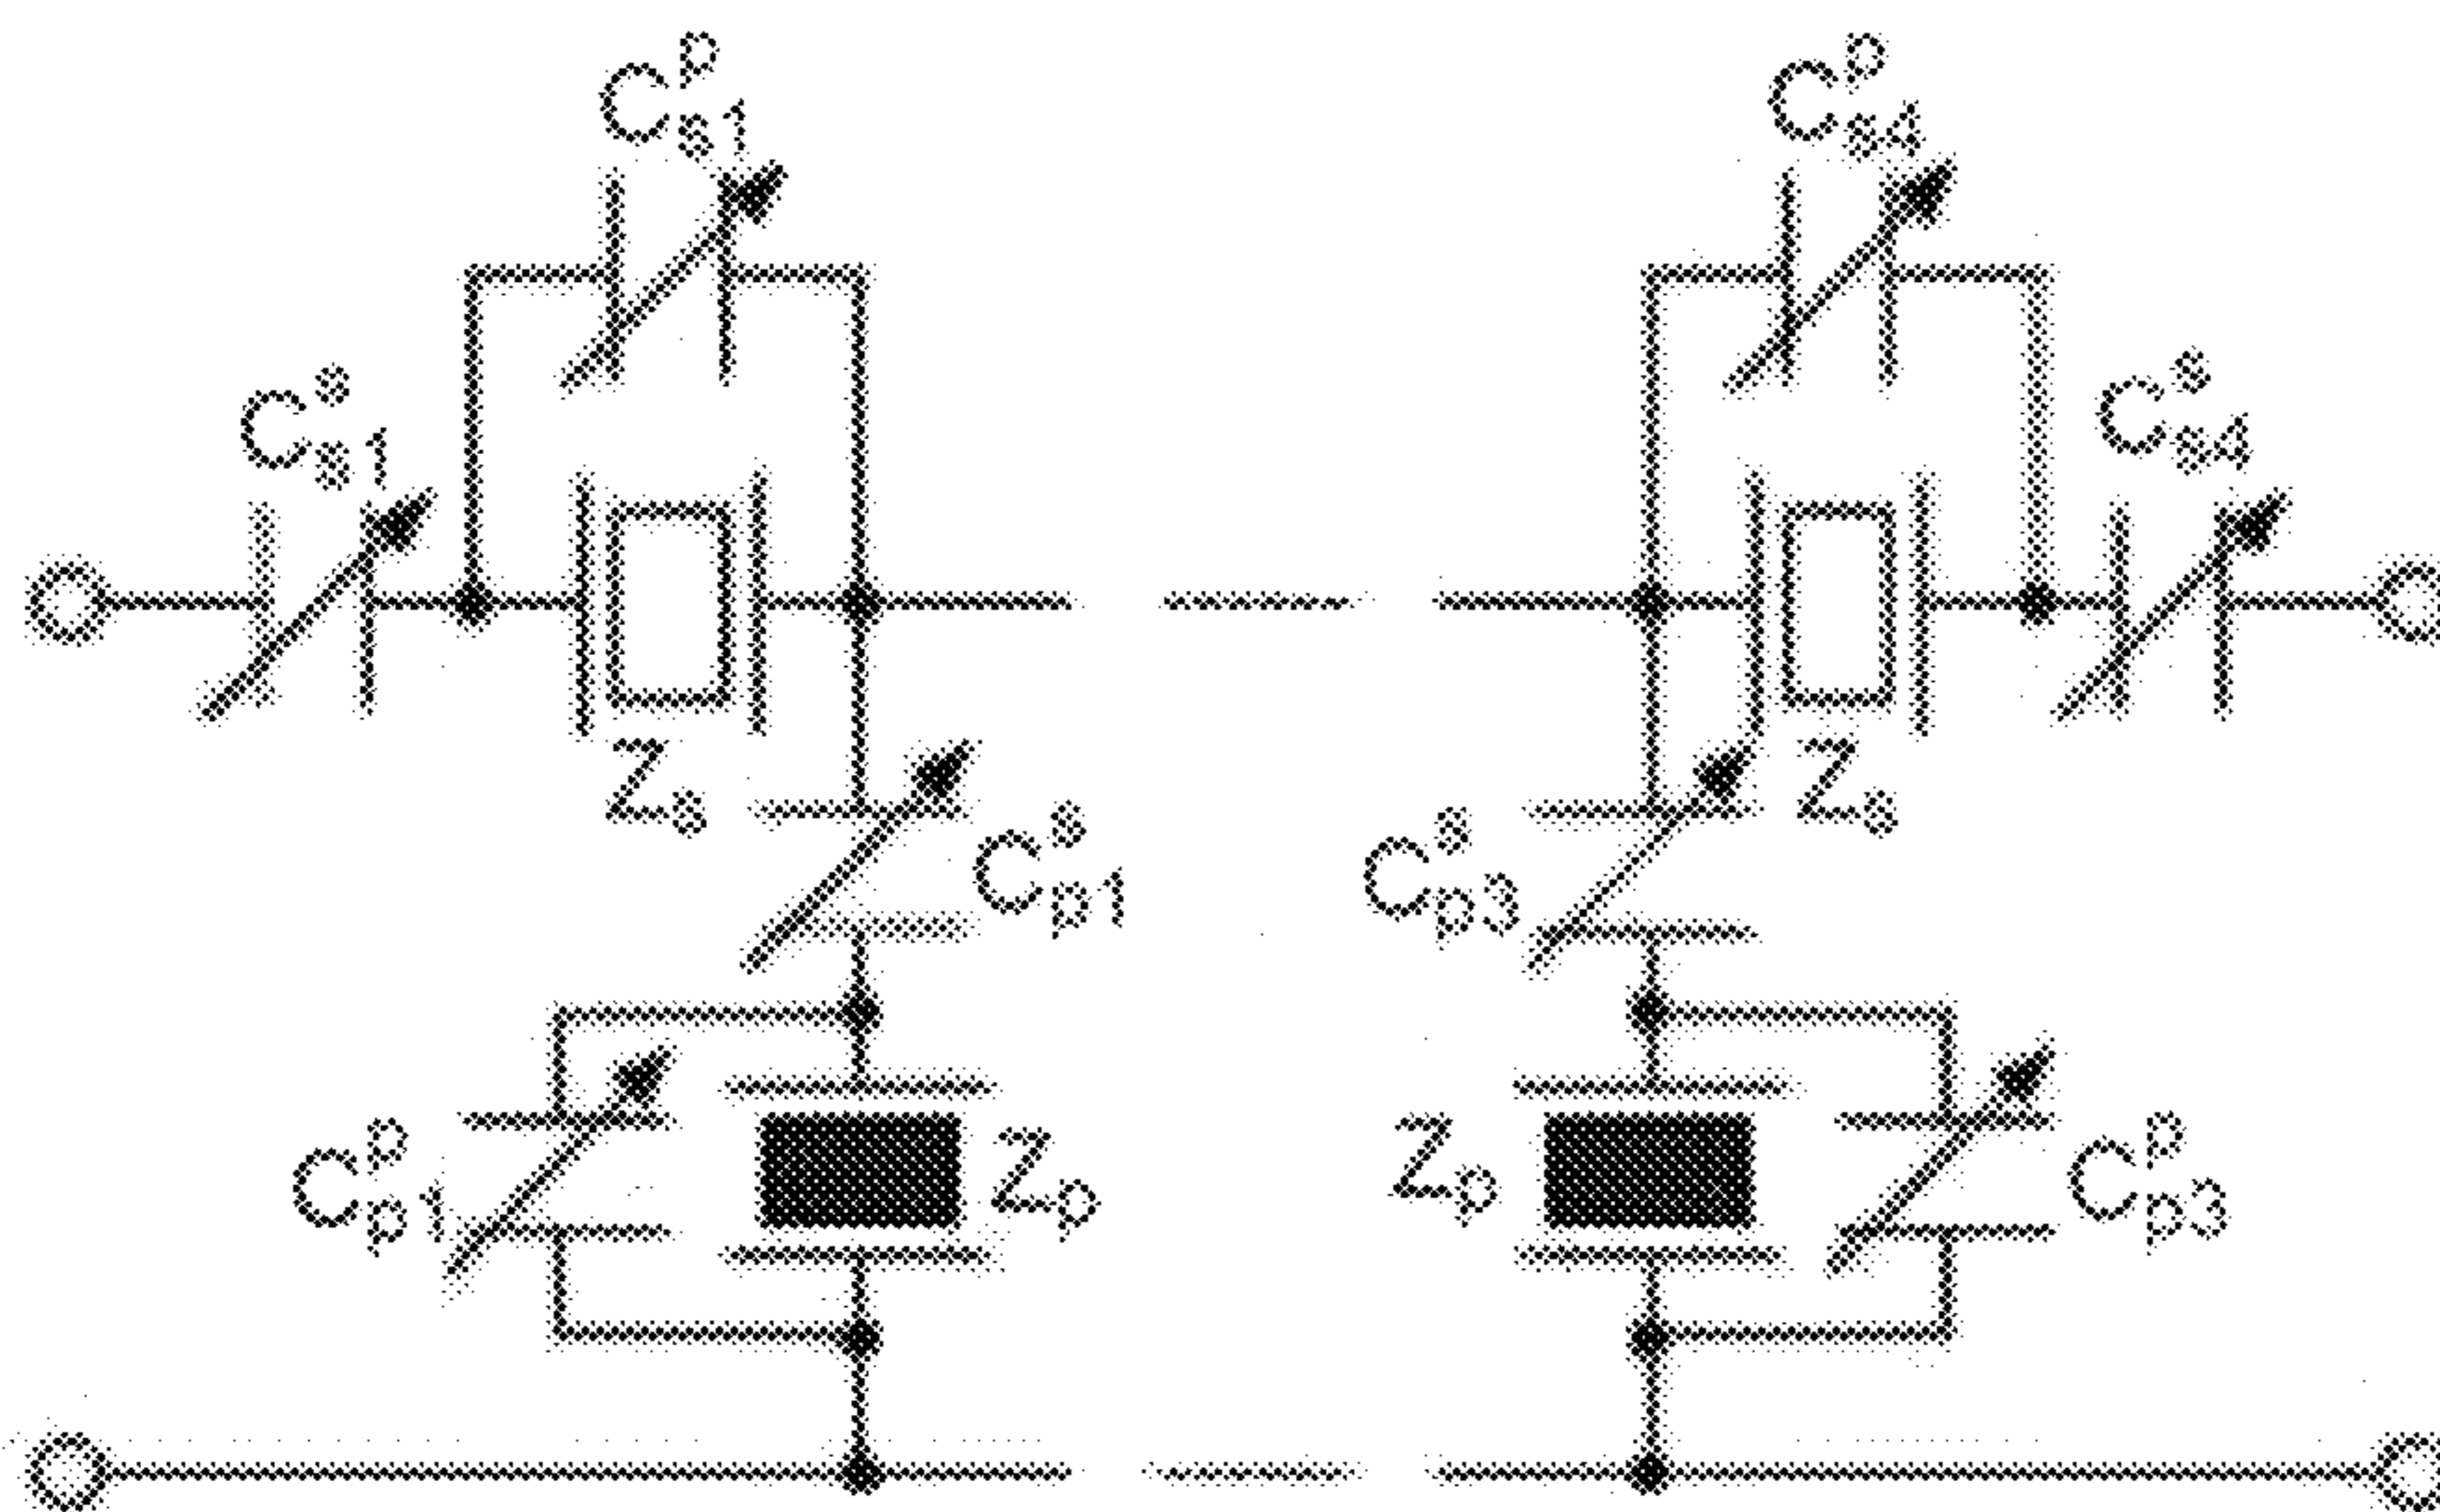 C^p_s1
C^p_s4
C^s_s1
C^s_s4
Z_s
Z_s
C^s_p1
C^s_p3
C^p_p1
Z_p
Z_p
C^p_p3